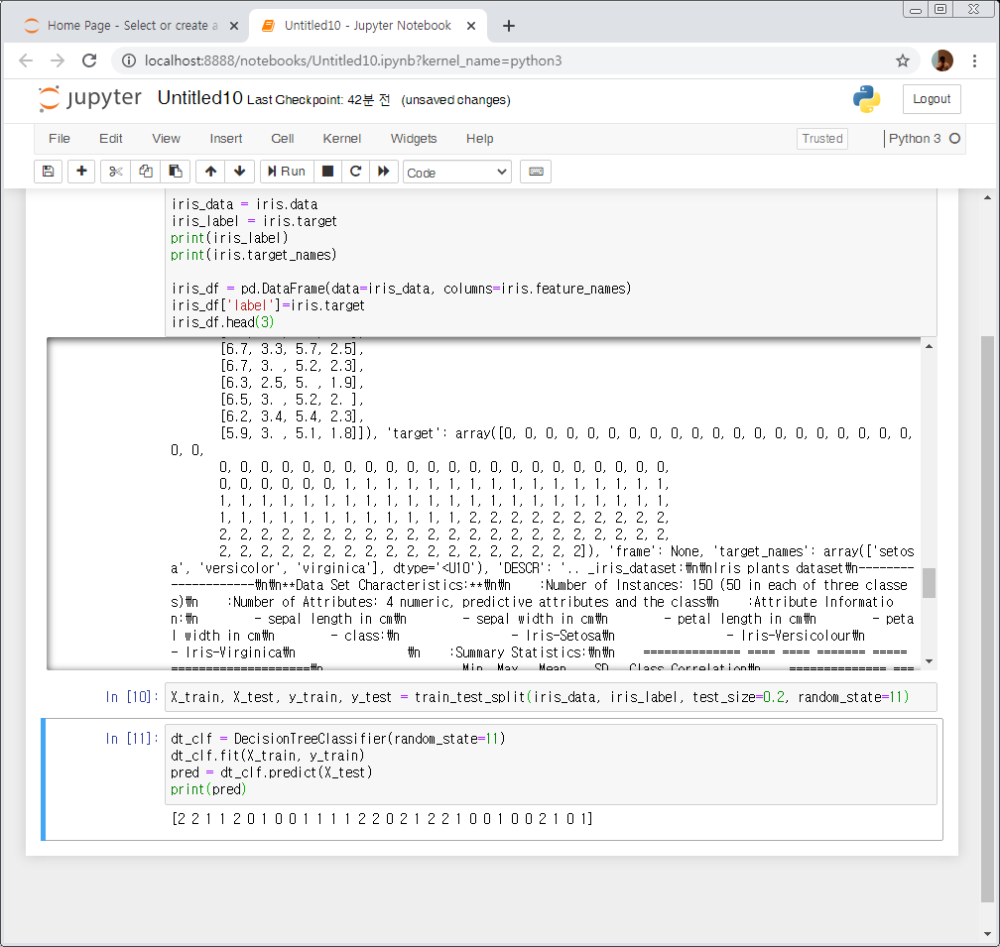 Home Page - Select or create a
Untitled10 - Jupyter Notebook
localhost:8888/notebooks/Untitled10.ipynb?kernel_name=python3
jupyter Untitled10 Last Checkpoint: 42분 전 (unsaved changes)
Logout
File Edit View Insert Cell Kernel Widgets Help Trusted Python 3
Run Code
iris_data = iris.data
iris_label = iris.target
print(iris_label)
print(iris.target_names)
iris_df = pd.DataFrame(data=iris_data, columns=iris.feature_names)
iris_df['label']=iris.target
iris_df.head(3)
[6.7, 3.3, 5.7, 2.5],
[6.7, 3. , 5.2, 2.3],
[6.3, 2.5, 5. , 1.9],
[6.5, 3. , 5.2, 2. ],
[6.2, 3.4, 5.4, 2.3],
[5.9, 3. , 5.1, 1.8]]), 'target': array([0, 0, 0, 0, 0, 0, 0, 0, 0, 0, 0, 0, 0, 0, 0, 0, 0, 0, 0, 0,
0, 0,
0, 0, 0, 0, 0, 0, 0, 0, 0, 0, 0, 0, 0, 0, 0, 0, 0, 0, 0, 0, 0, 0,
0, 0, 0, 0, 0, 0, 1, 1, 1, 1, 1, 1, 1, 1, 1, 1, 1, 1, 1, 1, 1, 1,
1, 1, 1, 1, 1, 1, 1, 1, 1, 1, 1, 1, 1, 1, 1, 1, 1, 1, 1, 1, 1, 1,
1, 1, 1, 1, 1, 1, 1, 1, 1, 1, 1, 1, 2, 2, 2, 2, 2, 2, 2, 2, 2, 2,
2, 2, 2, 2, 2, 2, 2, 2, 2, 2, 2, 2, 2, 2, 2, 2, 2, 2, 2, 2, 2, 2,
2, 2, 2, 2, 2, 2, 2, 2, 2, 2, 2, 2, 2, 2, 2, 2, 2, 2]), 'frame': None, 'target_names': array(['setos
a', 'versicolor', 'virginica'], dtype='<U10'), 'DESCR': '.. _iris_dataset:₩n₩nIris plants dataset₩n---------
------------------₩n₩n**Data Set Characteristics:**₩n₩n    :Number of Instances: 150 (50 in each of three classe
s)₩n    :Number of Attributes: 4 numeric, predictive attributes and the class₩n    :Attribute Informatio
n:₩n        - sepal length in cm₩n        - sepal width in cm₩n        - petal length in cm₩n        - peta
l width in cm₩n        - class:₩n                - Iris-Setosa₩n                - Iris-Versicolour₩n
- Iris-Virginica₩n                ₩n    :Summary Statistics:₩n₩n    ============== ==== ==== ======= =====
====================₩n                    Min  Max   Mean    SD   Class Correlation₩n    ============== ====
In [10]: X_train, X_test, y_train, y_test = train_test_split(iris_data, iris_label, test_size=0.2, random_state=11)
In [11]: dt_clf = DecisionTreeClassifier(random_state=11)
dt_clf.fit(X_train, y_train)
pred = dt_clf.predict(X_test)
print(pred)
[2 2 1 1 2 0 1 0 0 1 1 1 1 2 2 0 2 1 2 2 1 0 0 1 0 0 2 1 0 1]